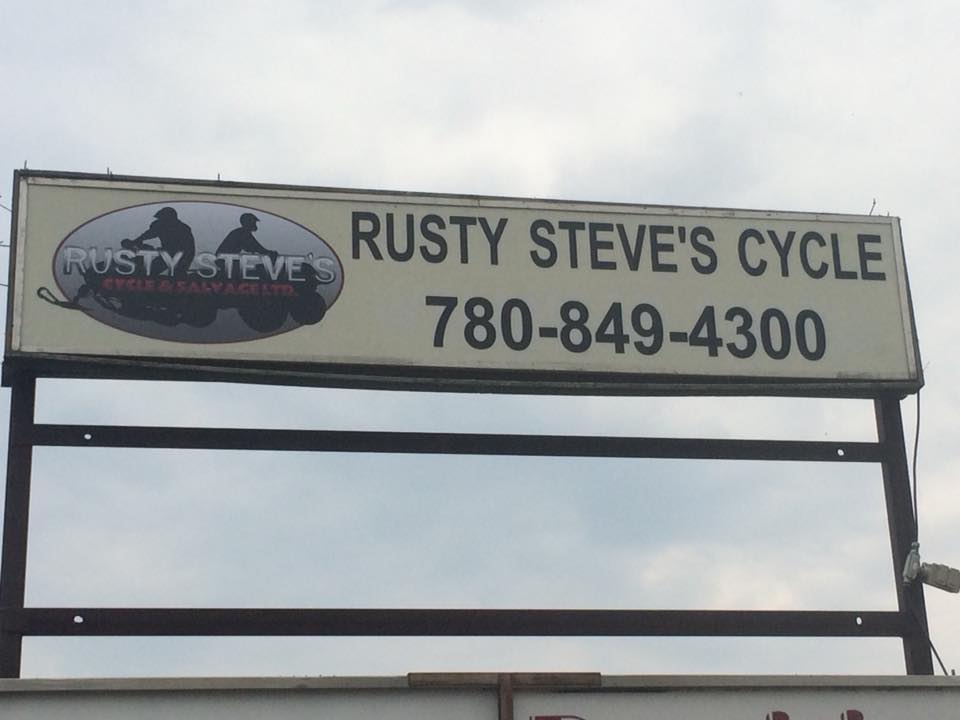 RUSTY STEVE'S
CYCLE & SALVAGE LTD.
RUSTY STEVE'S CYCLE
780-849-4300